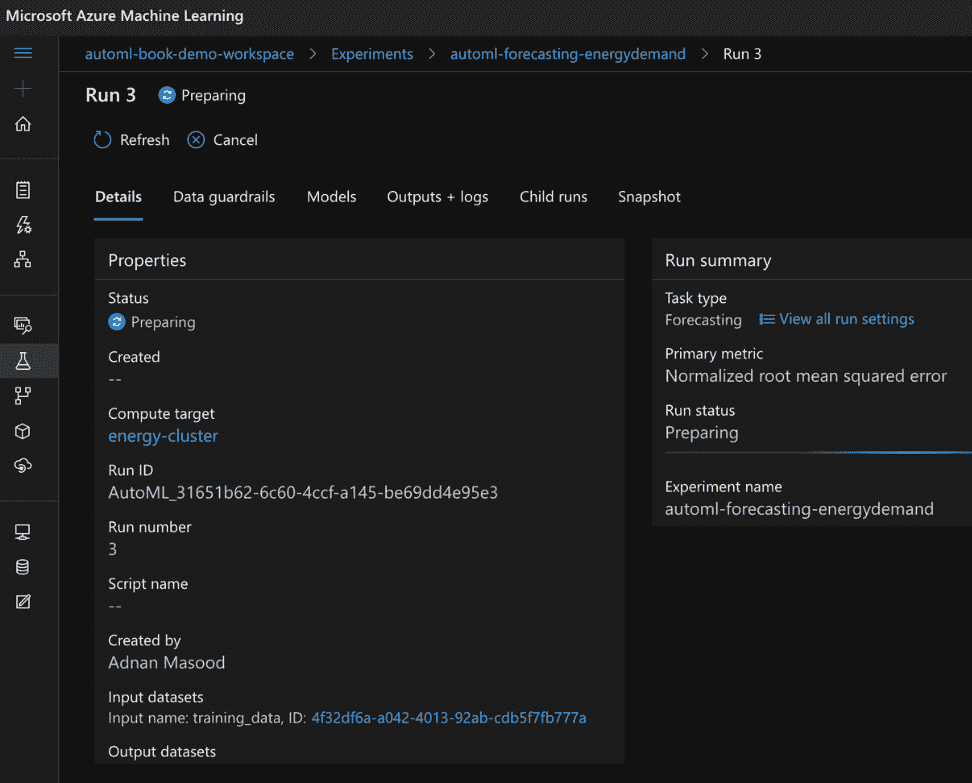 Microsoft Azure Machine Learning
automl-book-demo-workspace > Experiments > automl-forecasting-energydemand > Run 3
Run 3 Preparing
Refresh Cancel
Details Data guardrails Models Outputs + logs Child runs Snapshot
Properties
Status
Preparing
Created
--
Compute target
energy-cluster
Run ID
AutoML_31651b62-6c60-4ccf-a145-be69dd4e95e3
Run number
3
Script name
--
Created by
Adnan Masood
Input datasets
Input name: training_data, ID: 4f32df6a-a042-4013-92ab-cdb5f7fb777a
Output datasets
Run summary
Task type
Forecasting View all run settings
Primary metric
Normalized root mean squared error
Run status
Preparing
Experiment name
automl-forecasting-energydemand